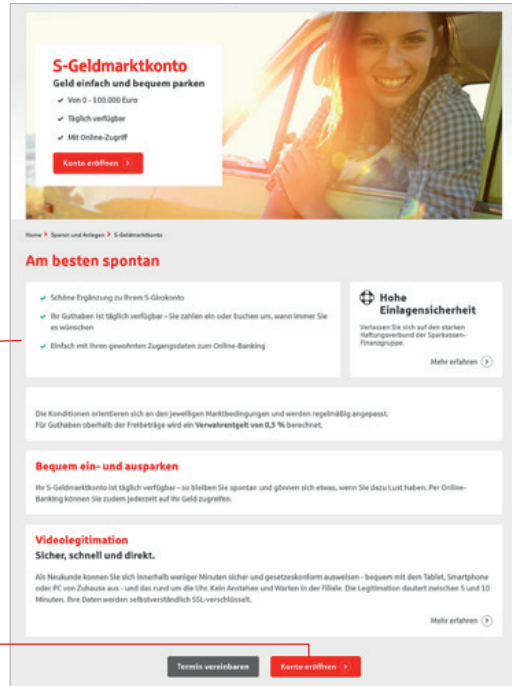 S-Geldmarktkonto
Geld einfach und bequem parken
✓ Von 0 - 100.000 Euro
✓ Täglich verfügbar
✓ Mit Online-Zugriff
Konto eröffnen
Home > Sparen und Anlegen > S-Geldmarktkonto
Am besten spontan
✓ Schöne Ergänzung zu Ihrem S-Girokonto
✓ Ihr Guthaben ist täglich verfügbar – Sie zahlen ein oder buchen um, wann immer Sie
es wünschen
✓ Einfach mit Ihren gewohnten Zugangsdaten zum Online-Banking
Hohe
Einlagensicherheit
Verlassen Sie sich auf den starken
Haftungsverbund der Sparkassen-
Finanzgruppe.
Mehr erfahren
Die Konditionen orientieren sich an den jeweiligen Marktbedingungen und werden regelmäßig angepasst.
Für Guthaben oberhalb der Freibeträge wird ein Verwahrentgelt von 0,5 % berechnet.
Bequem ein- und ausparken
Ihr S-Geldmarktkonto ist täglich verfügbar – so bleiben Sie spontan und gönnen sich etwas, wenn Sie dazu Lust haben. Per Online-
Banking können Sie zudem jederzeit auf Ihr Geld zugreifen.
Videolegitimation
Sicher, schnell und direkt.
Als Neukunde konnen Sie sich innerhalb weniger Minuten sicher und gesetzeskonform ausweisen - bequem mit dem Tablet, Smartphone
oder PC von Zuhause aus - und das rund um die Uhr. Kein Anstehen und Warten in der Filiale. Die Legitimation dautert zwischen 5 und 10
Minuten. Ihre Daten werden selbstverständlich SSL-verschlüsselt.
Mehr erfahren
Termin vereinbaren
Konto eröffnen